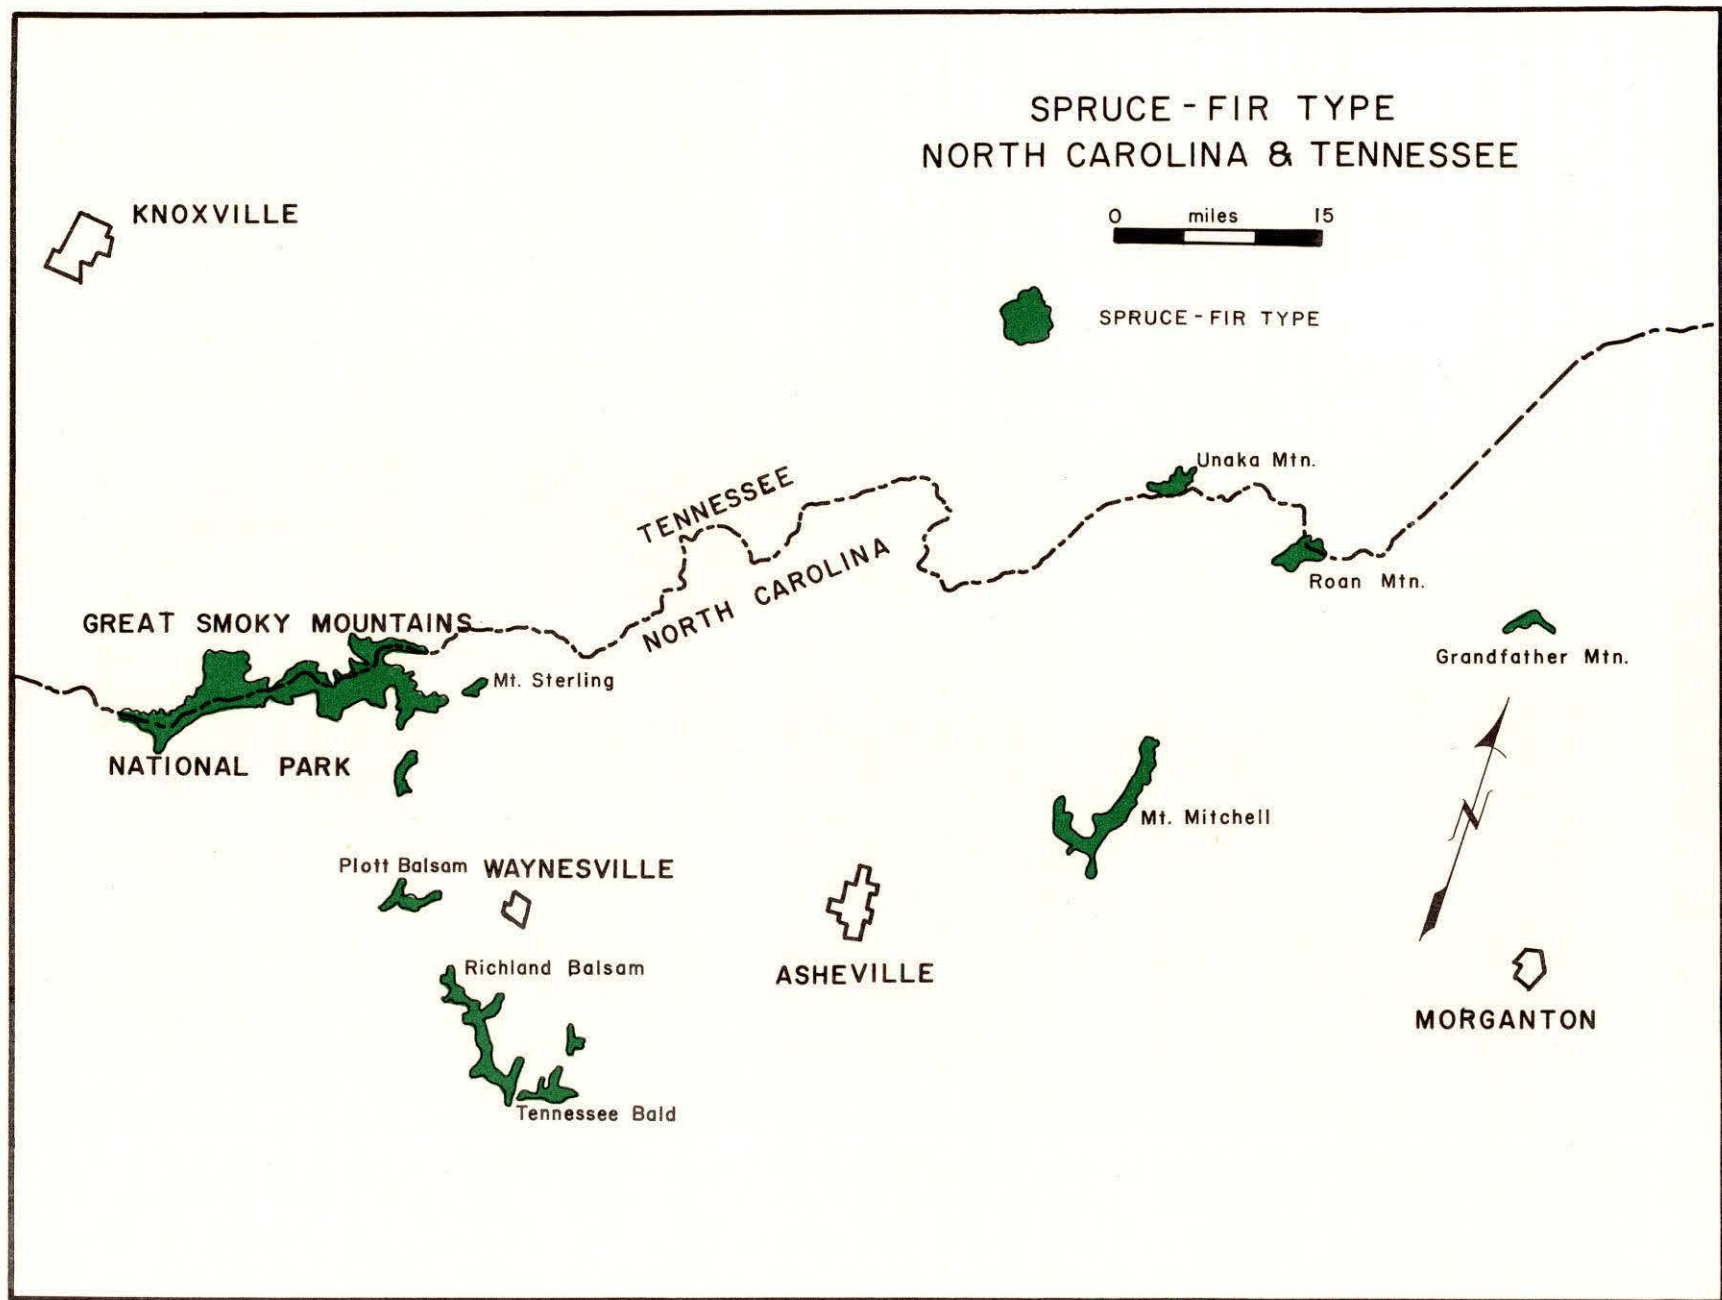 SPRUCE - FIR TYPE
NORTH CAROLINA & TENNESSEE
0 miles 15
KNOXVILLE
SPRUCE - FIR TYPE
Unaka Mtn.
TENNESSEE
NORTH CAROLINA
Roan Mtn.
GREAT SMOKY MOUNTAINS
Grandfather Mtn.
Mt. Sterling
NATIONAL PARK
N
Mt. Mitchell
Plott Balsam
WAYNESVILLE
Richland Balsam
ASHEVILLE
MORGANTON
Tennessee Bald